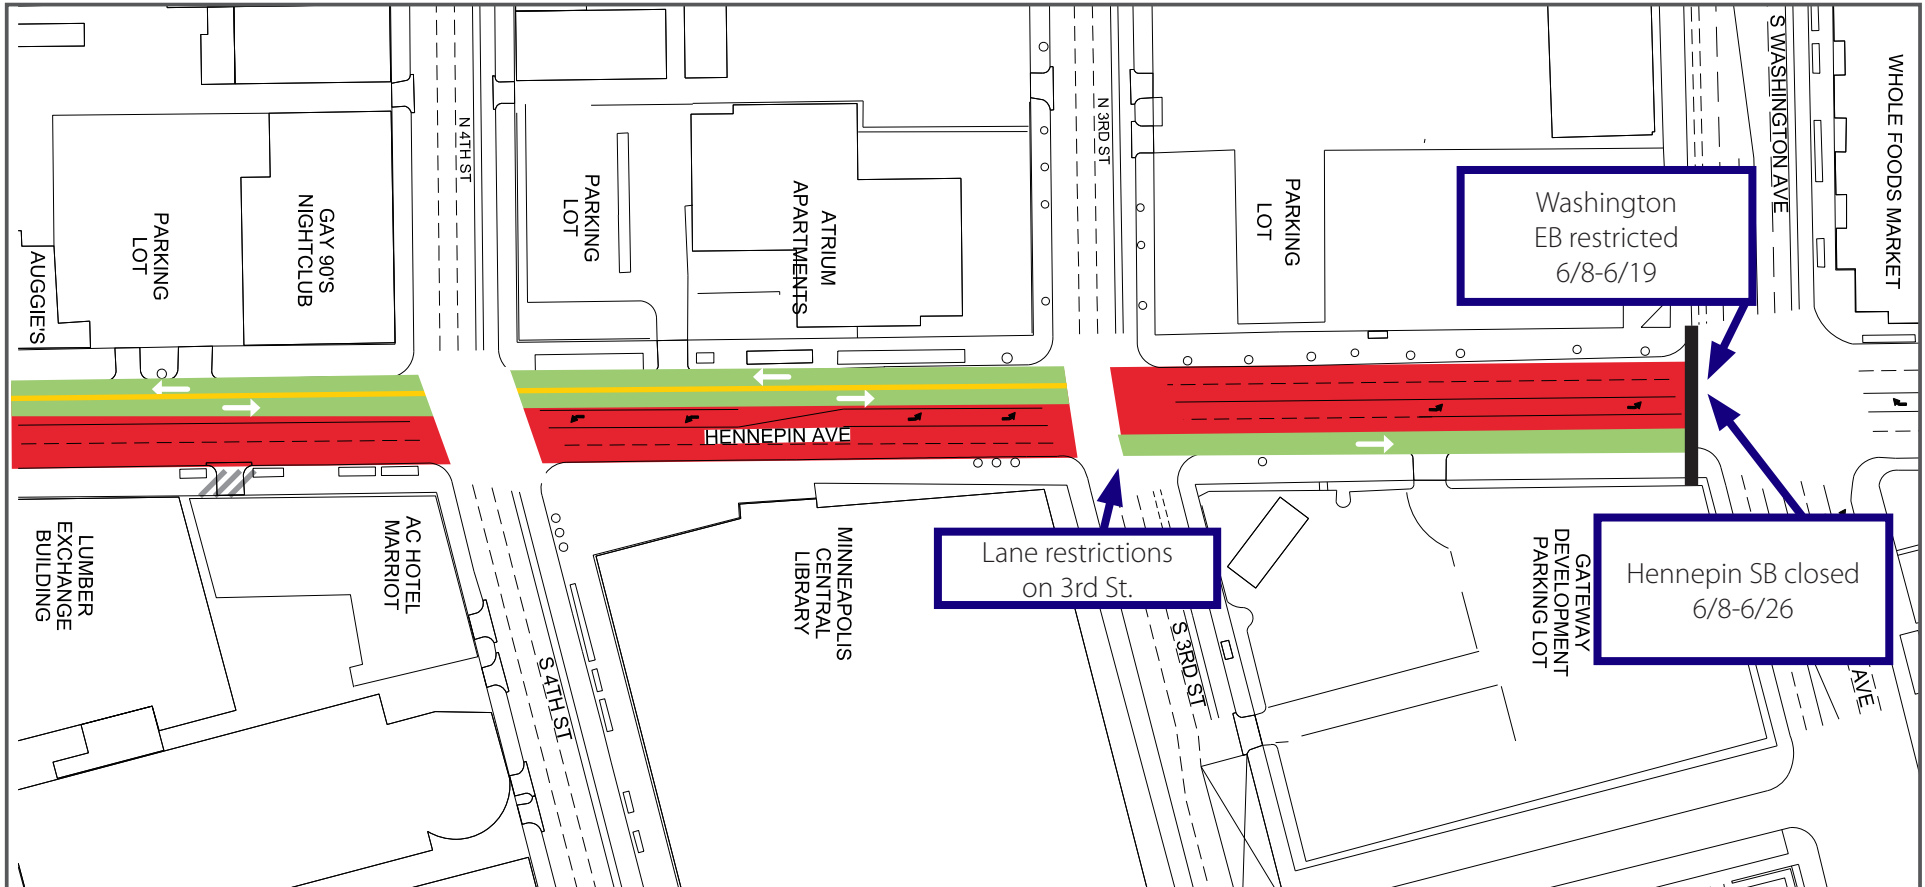 AUGGIE'S
PARKING
LOT
GAY 90'S
NIGHTCLUB
N 4TH ST
PARKING
LOT
ATRIUM
APARTMENTS
N 3RD ST
PARKING
LOT
S WASHINGTON AVE
WHOLE FOODS MARKET
Washington
EB restricted
6/8-6/19
HENNEPIN AVE
LUMBER
EXCHANGE
BUILDING
AC HOTEL
MARRIOT
S 4TH ST
MINNEAPOLIS
CENTRAL
LIBRARY
Lane restrictions
on 3rd St.
S 3RD ST
GATEWAY
DEVELOPMENT
PARKING LOT
Hennepin SB closed
6/8-6/26
AVE